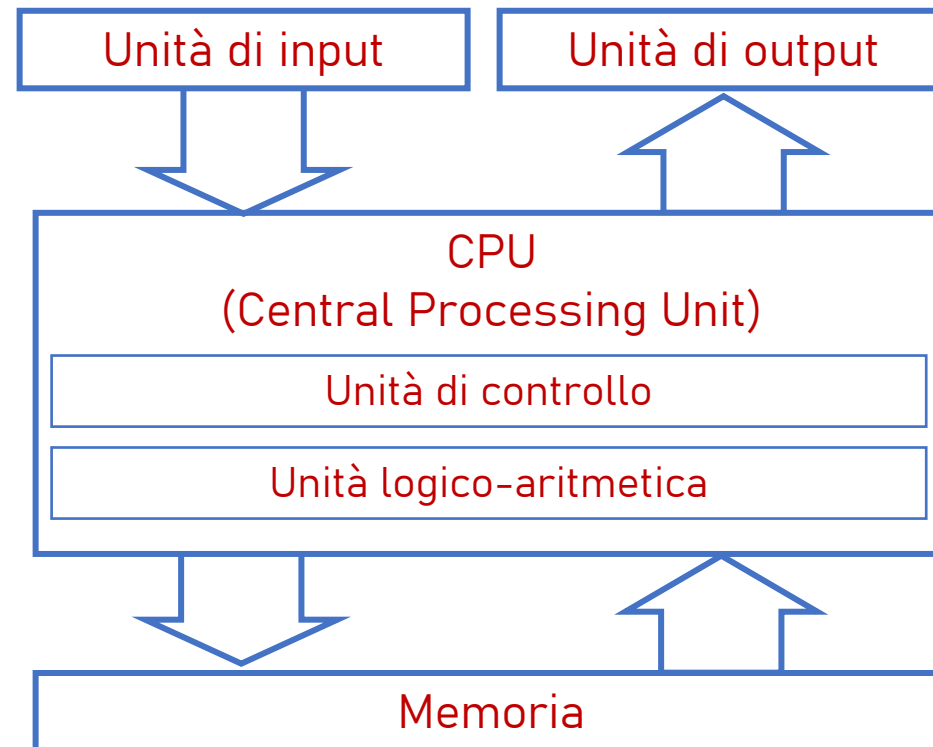 Unità di input
Unità di output
CPU
(Central Processing Unit)
Unità di controllo
Unità logico-aritmetica
Memoria